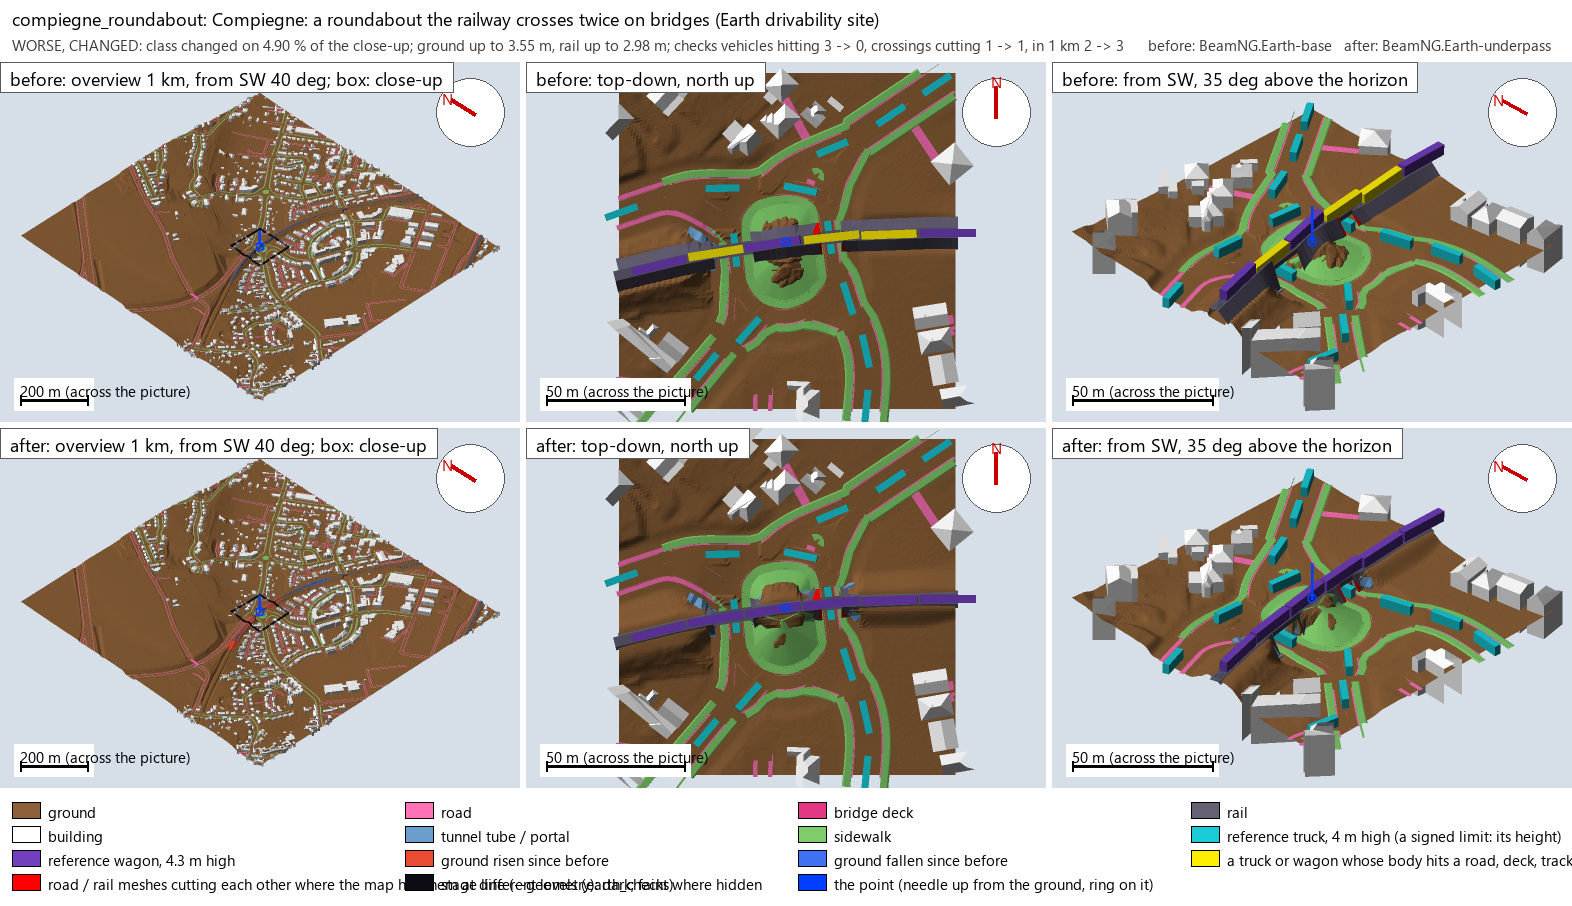 compiegne_roundabout: Compiegne: a roundabout the railway crosses twice on bridges (Earth drivability site)
WORSE, CHANGED: class changed on 4.90 % of the close-up; ground up to 3.55 m, rail up to 2.98 m; checks vehicles hitting 3 -> 0, crossings cutting 1 -> 1, in 1 km 2 -> 3 before: BeamNG.Earth-base after: BeamNG.Earth-underpass
before: overview 1 km, from SW 40 deg; box: close-up
before: top-down, north up
before: from SW, 35 deg above the horizon
N
N
N
200 m (across the picture)
50 m (across the picture)
50 m (across the picture)
after: overview 1 km, from SW 40 deg; box: close-up
after: top-down, north up
after: from SW, 35 deg above the horizon
N
N
N
200 m (across the picture)
50 m (across the picture)
50 m (across the picture)
ground
road
bridge deck
rail
building
tunnel tube / portal
sidewalk
reference truck, 4 m high (a signed limit: its height)
reference wagon, 4.3 m high
ground risen since before
ground fallen since before
a truck or wagon whose body hits a road, deck, track
road / rail meshes cutting each other where the map
where hidden
the point (needle up from the ground, ring on it)